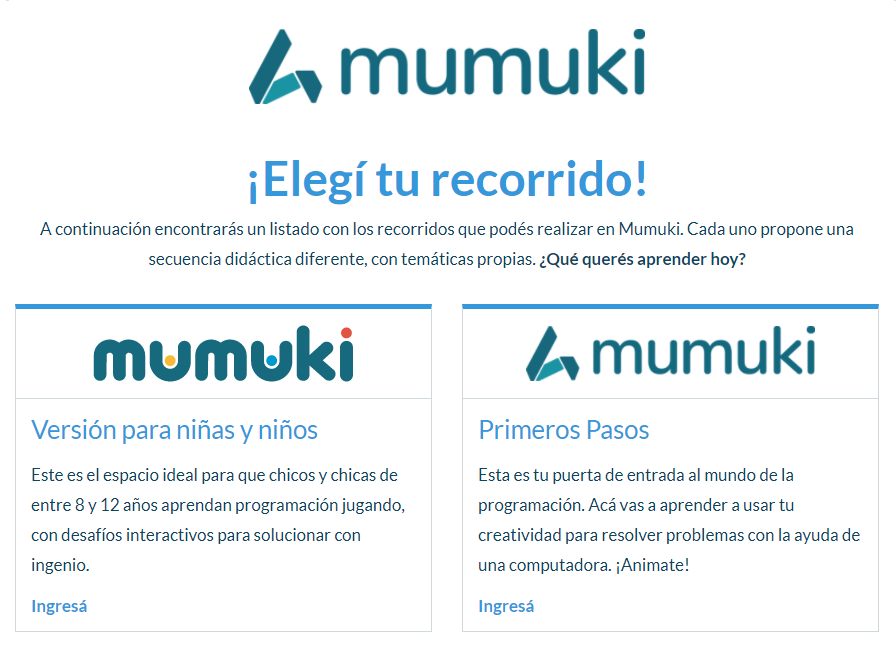 mumuki
¡Elegí tu recorrido!
A continuación encontrarás un listado con los recorridos que podés realizar en Mumuki. Cada uno propone una
secuencia didáctica diferente, con temáticas propias. ¿Qué querés aprender hoy?
mumuki
Versión para niñas y niños
Este es el espacio ideal para que chicos y chicas de
entre 8 y 12 años aprendan programación jugando,
con desafíos interactivos para solucionar con
ingenio.
Ingresá
mumuki
Primeros Pasos
Esta es tu puerta de entrada al mundo de la
programación. Acá vas a aprender a usar tu
creatividad para resolver problemas con la ayuda de
una computadora. ¡Animate!
Ingresá